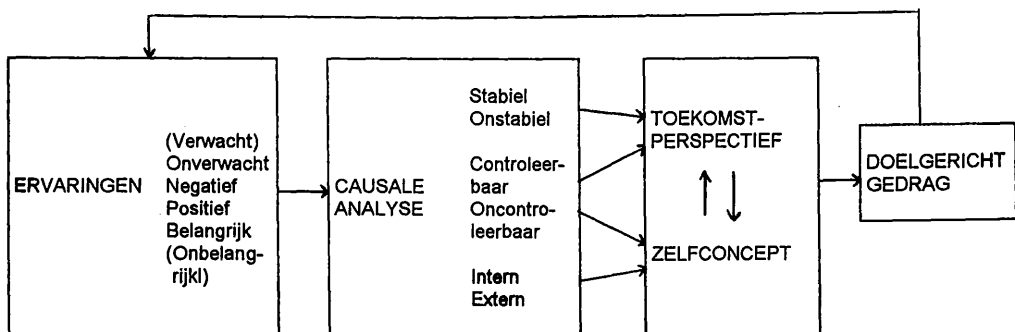 ERVARINGEN
(Verwacht)
Onverwacht
Negatief
Positief
Belangrijk
(Onbelang-
rijkl)
CAUSALE
ANALYSE
Stabiel
Onstabiel
Controleer-
baar
Oncontro-
leerbaar
Intern
Extern
TOEKOMST-
PERSPECTIEF
ZELFCONCEPT
DOELGERICHT
GEDRAG